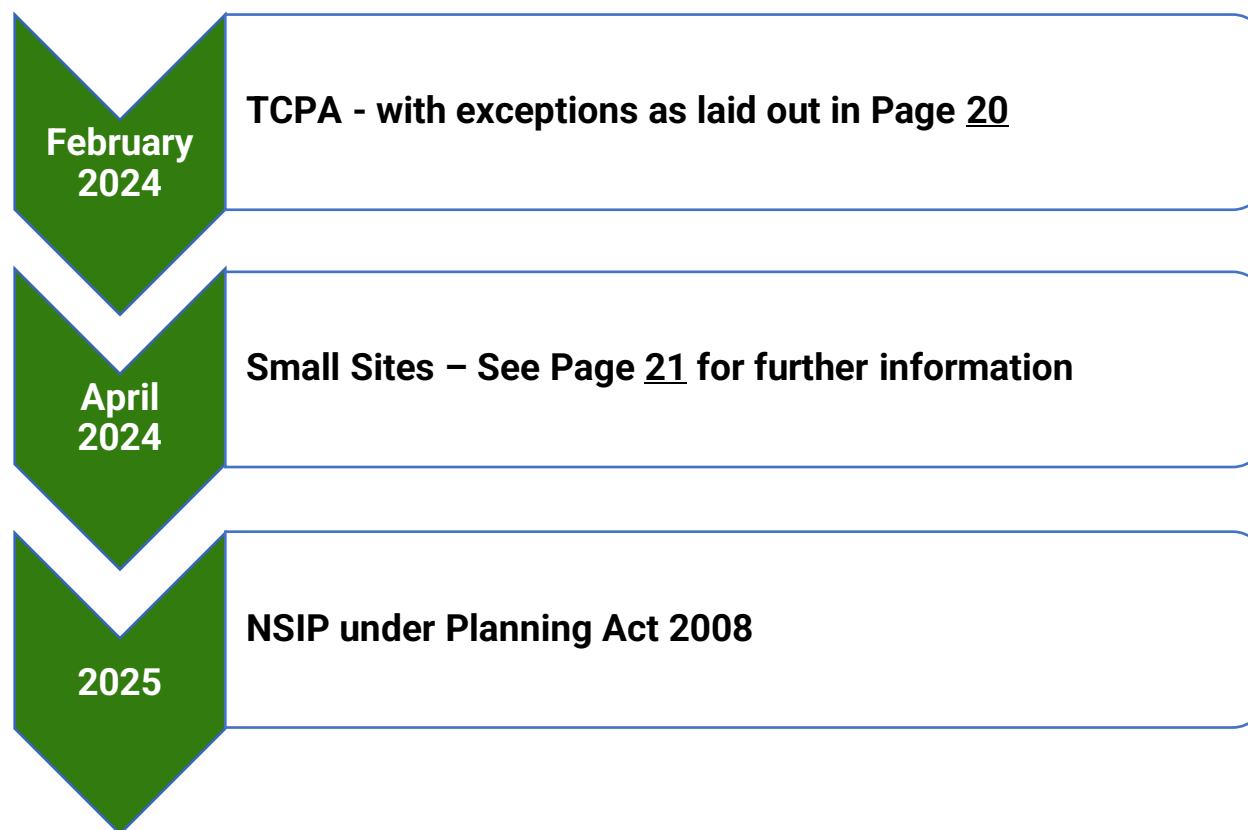 February
2024
TCPA - with exceptions as laid out in Page 20
April
2024
Small Sites – See Page 21 for further information
2025
NSIP under Planning Act 2008